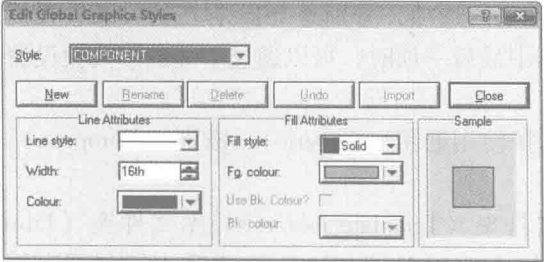 Edit Global Graphics Styles
Style: COMPONENT
New Rename Delete Undo Import Close
Line Attributes Fill Attributes Sample
Line style: Fill style: Solid
Width: 16th Fg. colour:
Colour: Use Bk. Colour?
Bk. colour: